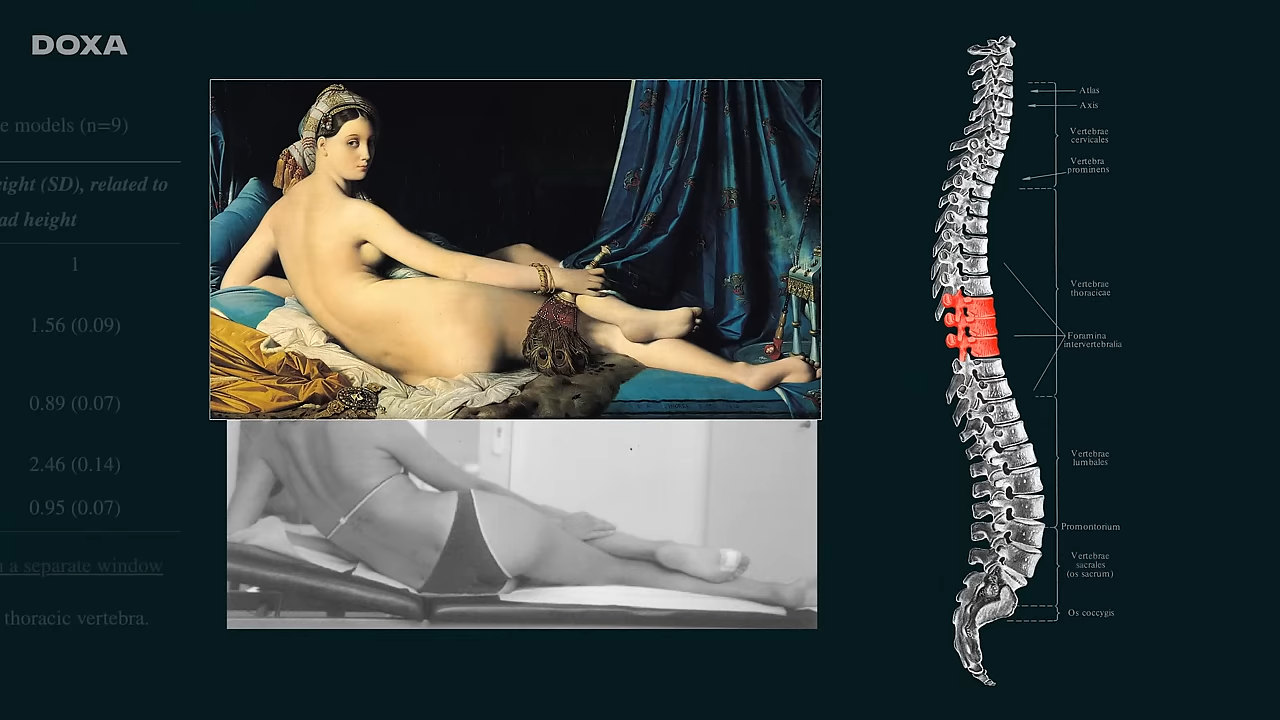 DOXA
e models (n=9)
eight (SD), related to
ad height
1
1.56 (0.09)
0.89 (0.07)
2.46 (0.14)
0.95 (0.07)
n a separate window
thoracic vertebra.
Atlas
Axis
Vertebrae
cervicales
Vertebra
prominens
Vertebrae
thoracicae
Foramina
intervertebralia
Vertebrae
lumbales
Promontorium
Vertebrae
sacrales
(os sacrum)
Os coccygis